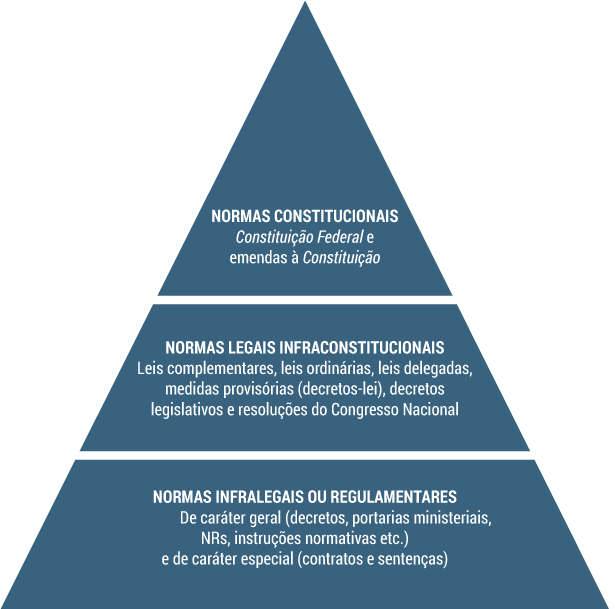 NORMAS CONSTITUCIONAIS
Constituição Federal e
emendas à Constituição
NORMAS LEGAIS INFRACONSTITUCIONAIS
Leis complementares, leis ordinárias, leis delegadas,
medidas provisórias (decretos-lei), decretos
legislativos e resoluções do Congresso Nacional
NORMAS INFRALEGAIS OU REGULAMENTARES
De caráter geral (decretos, portarias ministeriais,
NRs, instruções normativas etc.)
e de caráter especial (contratos e sentenças)